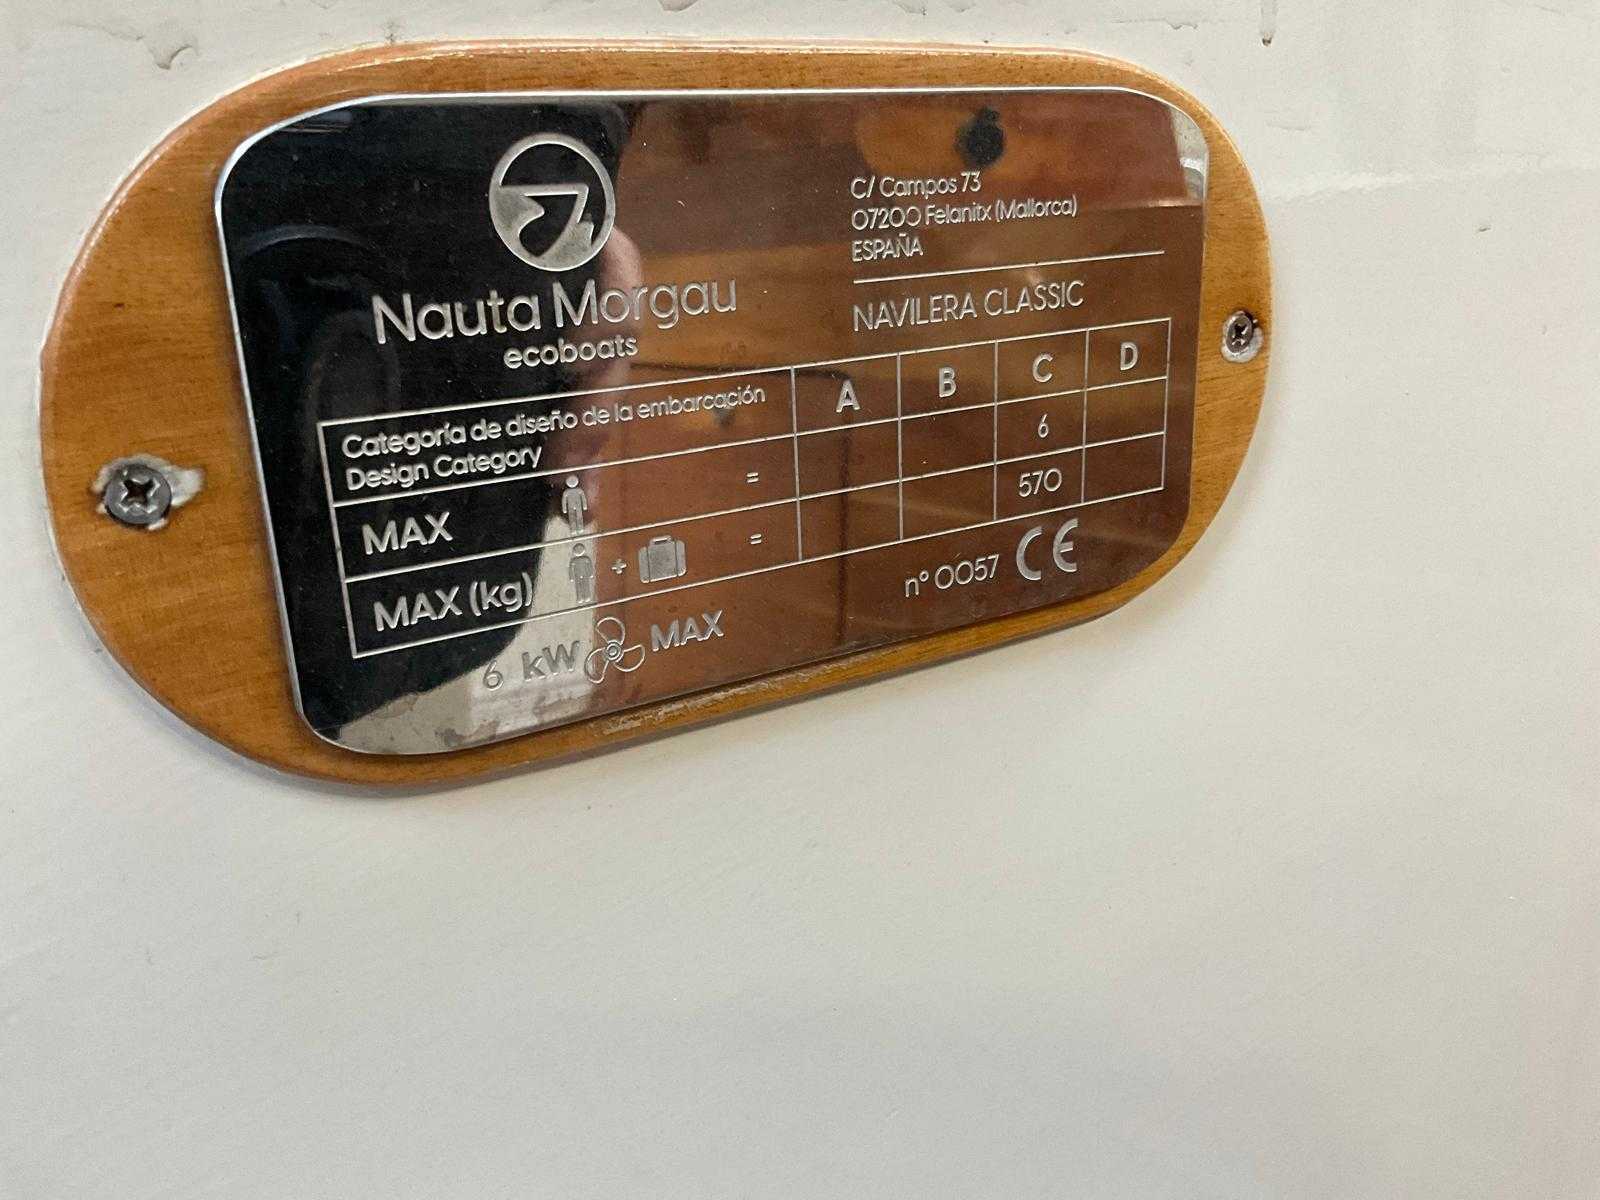 Nauta Morgau
ecoboats
C/ Campos 73
07200 Felanitx (Mallorca)
ESPAÑA
NAVILERA CLASSIC
Categoría de diseño de la embarcación
Design Category
A B C D
MAX = 6
MAX (kg) + = 570
6 kW MAX
nº 0057 CE